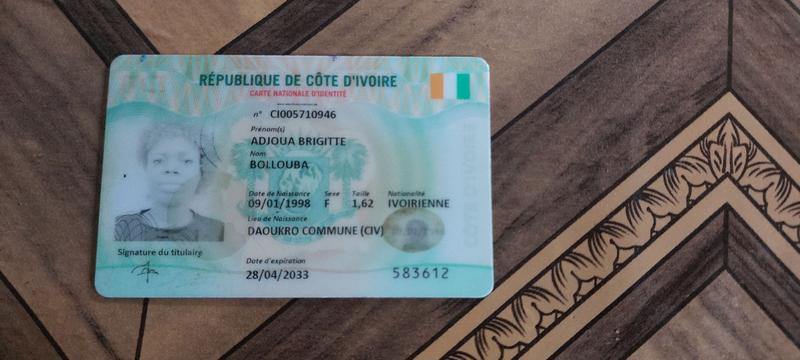 RÉPUBLIQUE DE CÔTE D'IVOIRE
CARTE NATIONALE D'IDENTITÉ
n° CI005710946
Prénom(s)
ADJOUA BRIGITTE
Nom
BOLLOUBA
Date de Naissance Sexe Taille Nationalité
09/01/1998 F 1,62 IVOIRIENNE
Lieu de Naissance
DAOUKRO COMMUNE (CIV)
Signature du titulaire
Date d'expiration
28/04/2033
583612